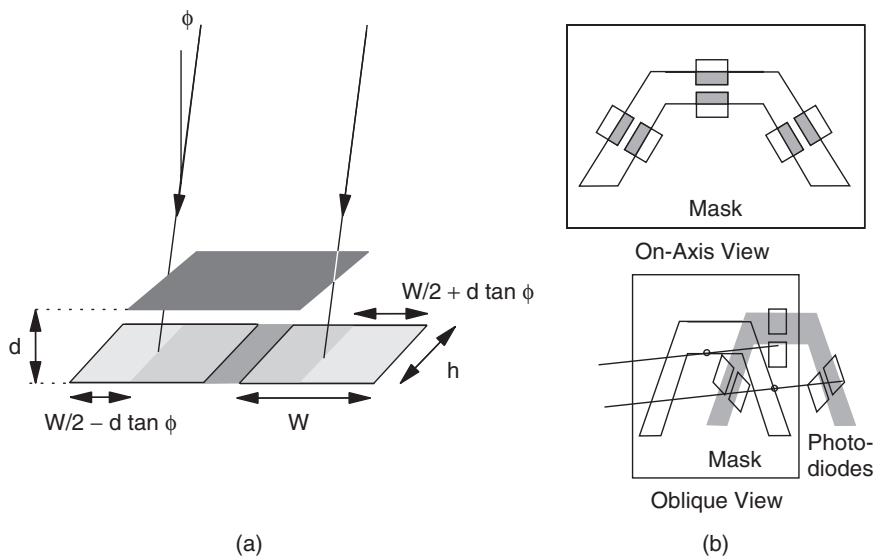 ϕ
d
W/2 + d tan ϕ
h
W/2 − d tan ϕ
W
(a)
Mask
On-Axis View
Mask
Photo-
diodes
Oblique View
(b)